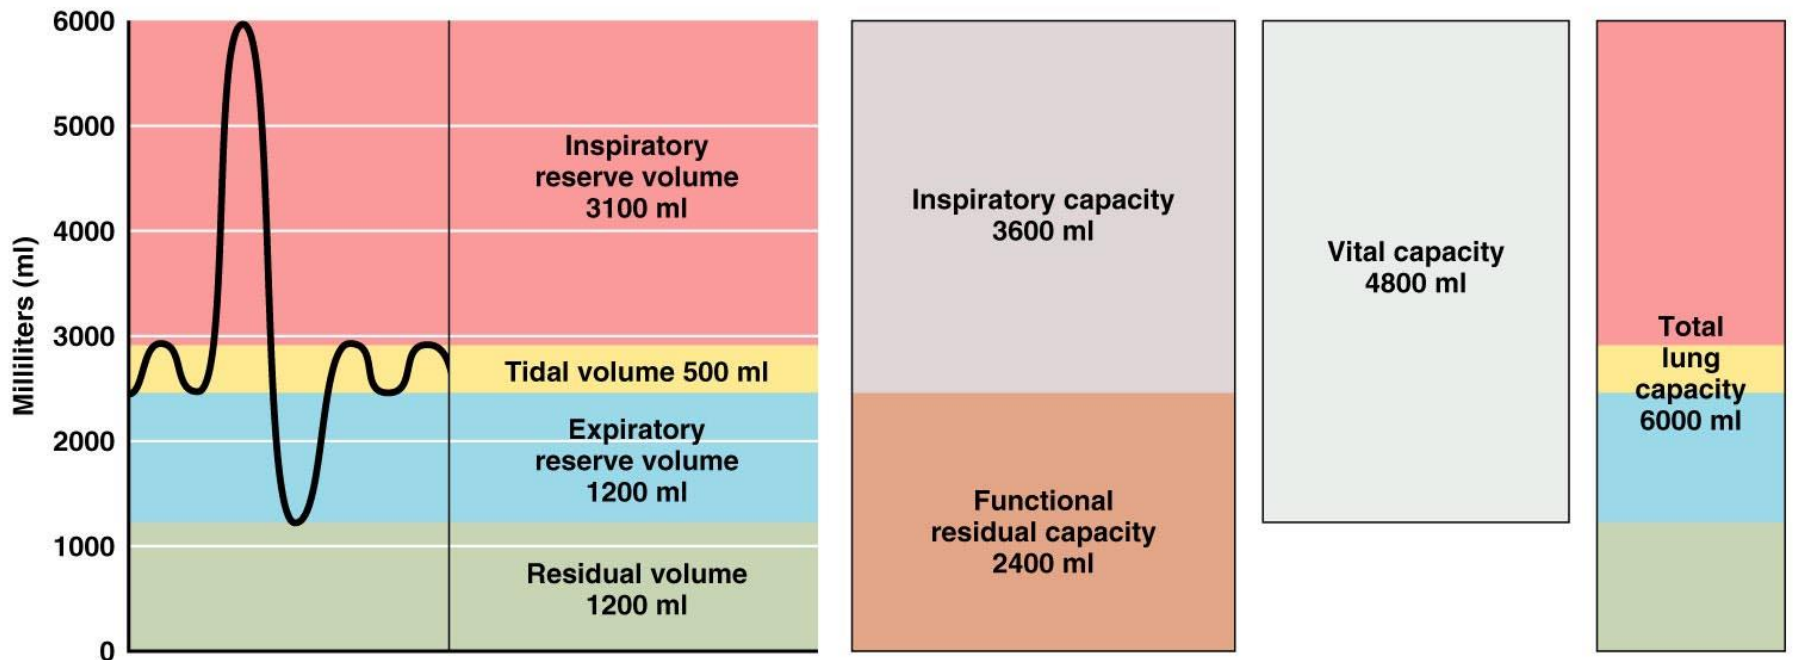 Milliliters (ml)
6000
5000
4000
3000
2000
1000
0
Inspiratory
reserve volume
3100 ml
Tidal volume 500 ml
Expiratory
reserve volume
1200 ml
Residual volume
1200 ml
Inspiratory capacity
3600 ml
Functional
residual capacity
2400 ml
Vital capacity
4800 ml
Total
lung
capacity
6000 ml